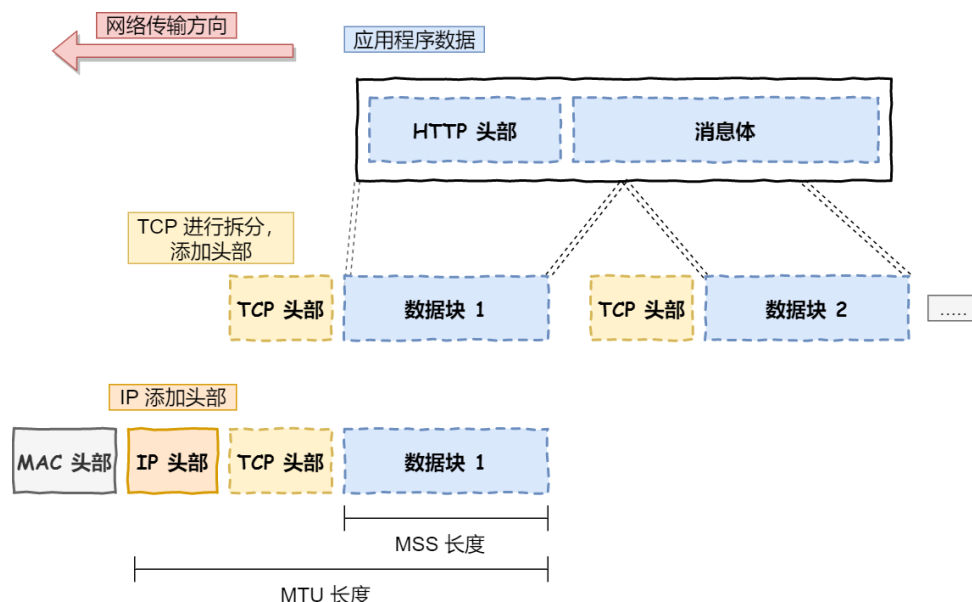 网络传输方向
应用程序数据
HTTP 头部
消息体
TCP 进行拆分，
添加头部
TCP 头部
数据块 1
TCP 头部
数据块 2
.....
IP 添加头部
MAC 头部
IP 头部
TCP 头部
数据块 1
MSS 长度
MTU 长度